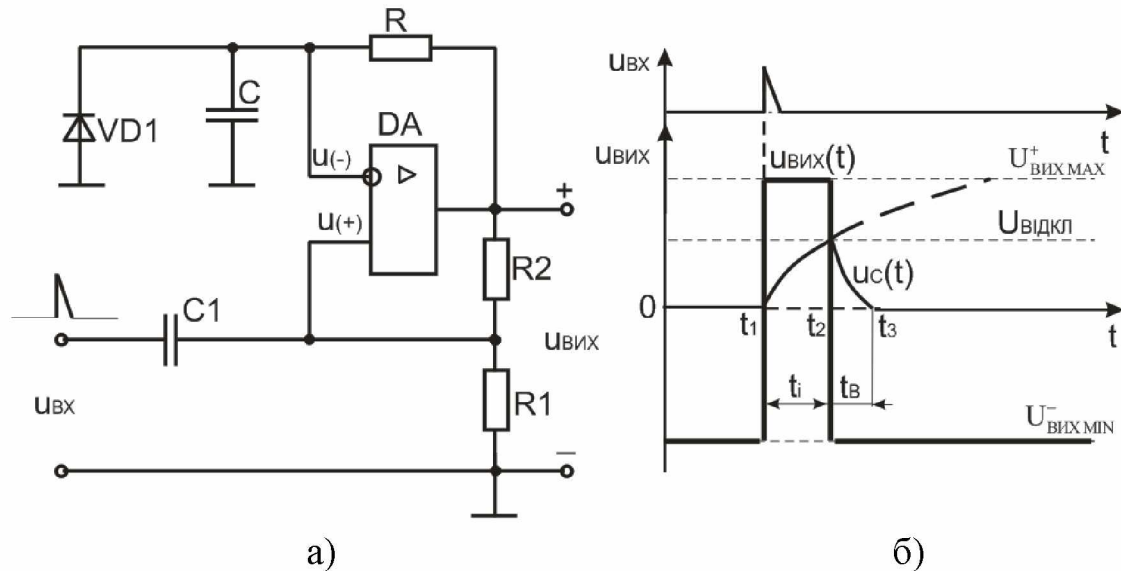 R
C
VD1
DA
u(-)
u(+)
+
R2
C1
uвих
R1
uвх
–
а)
uвх
t
uвих
uвих(t)
U⁺ВИХ MAX
Uвідкл
uc(t)
0
t1
t2
t3
t
ti
tв
U⁻ВИХ MIN
б)